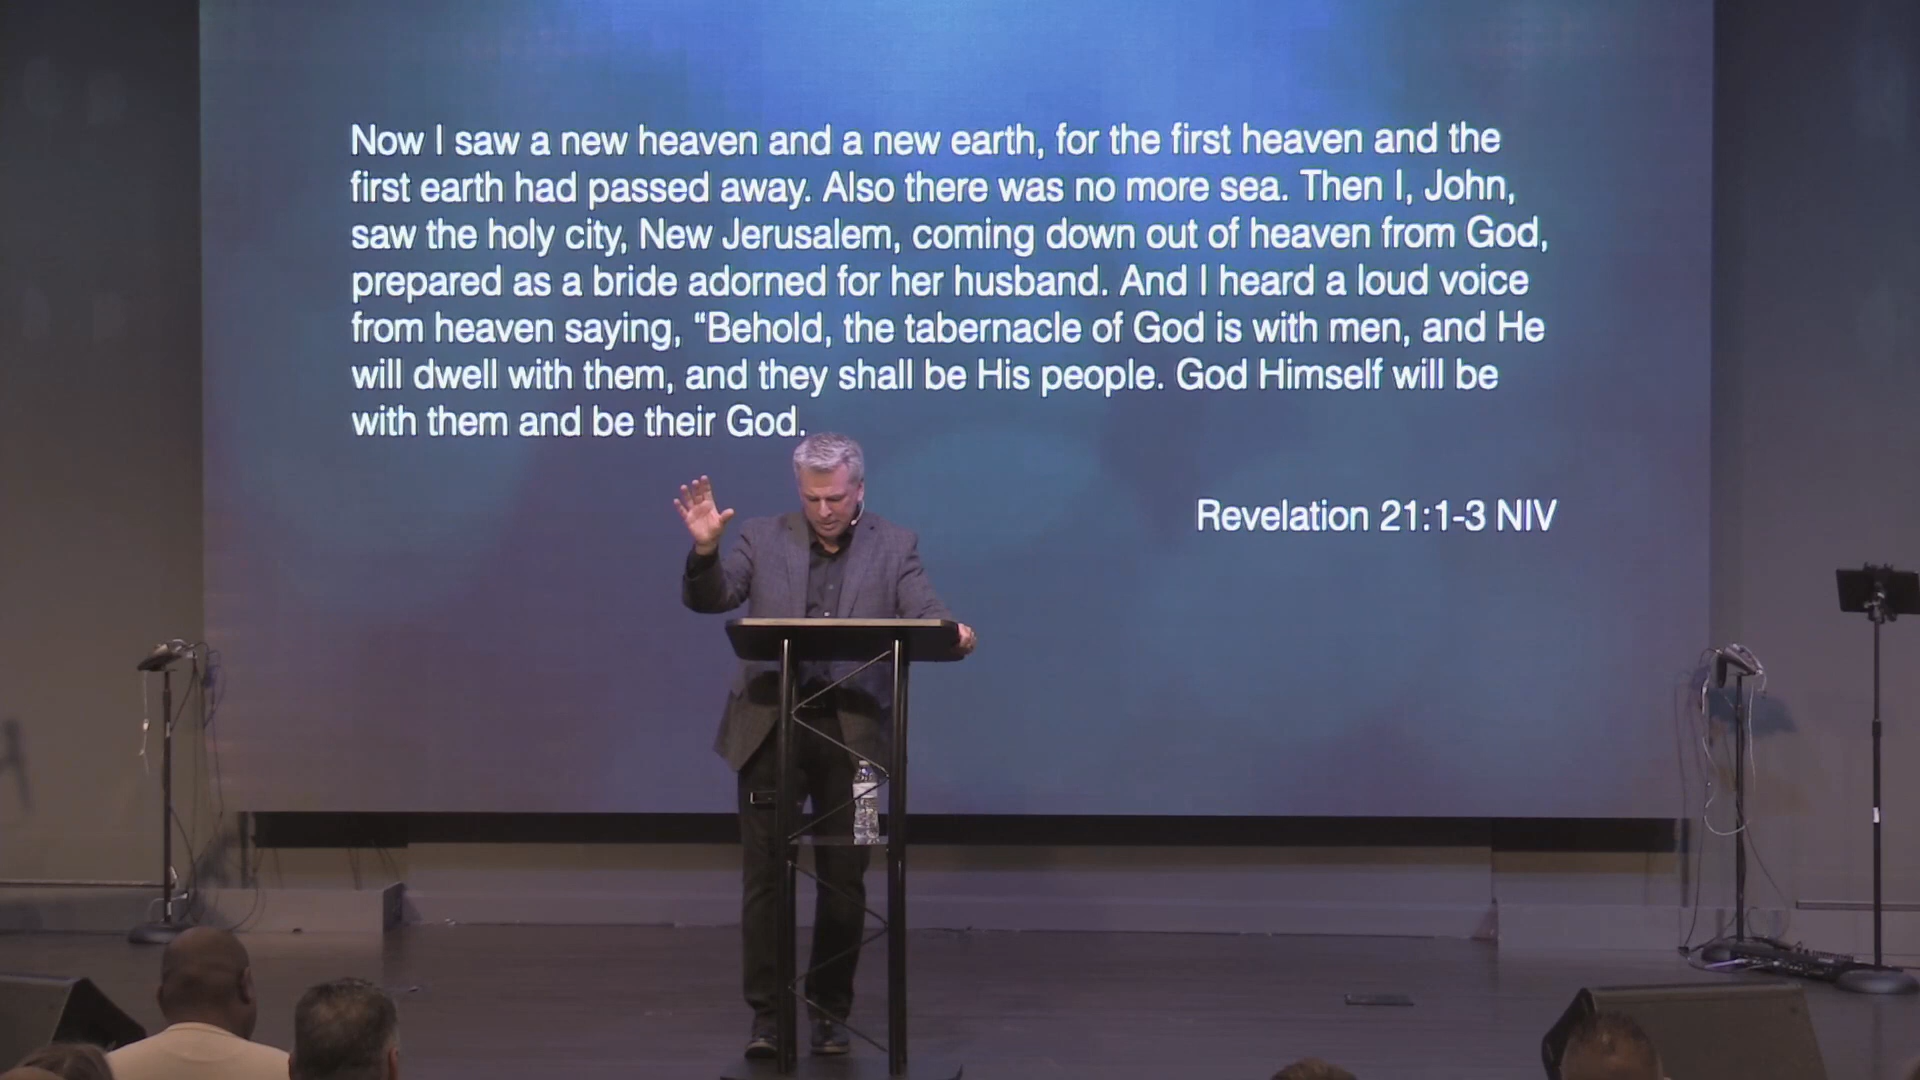 Now I saw a new heaven and a new earth, for the first heaven and the
first earth had passed away. Also there was no more sea. Then I, John,
saw the holy city, New Jerusalem, coming down out of heaven from God,
prepared as a bride adorned for her husband. And I heard a loud voice
from heaven saying, “Behold, the tabernacle of God is with men, and He
will dwell with them, and they shall be His people. God Himself will be
with them and be their God.
Revelation 21:1-3 NIV